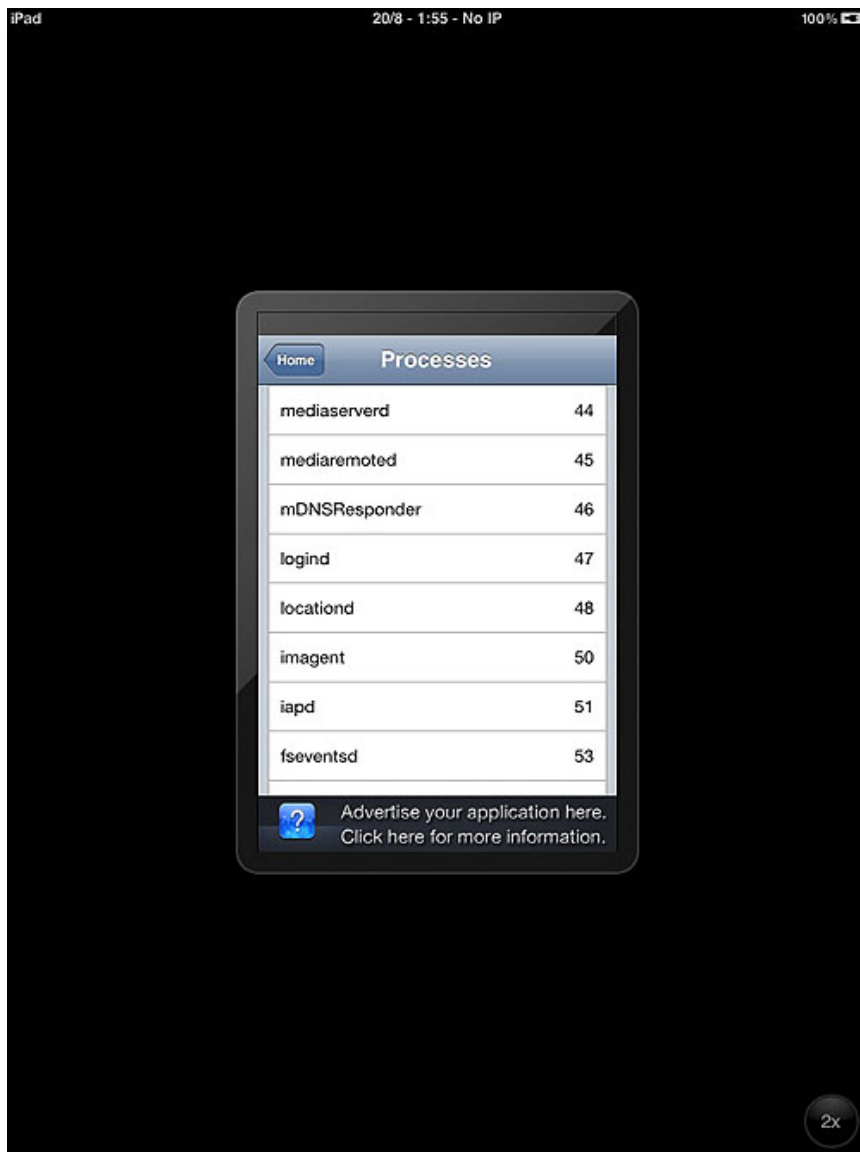 iPad 20/8 - 1:55 - No IP 100%
Home Processes
mediaserverd 44
mediaremoted 45
mDNSResponder 46
logind 47
locationd 48
imagent 50
iapd 51
fseventsd 53
? Advertise your application here.
Click here for more information.
2x